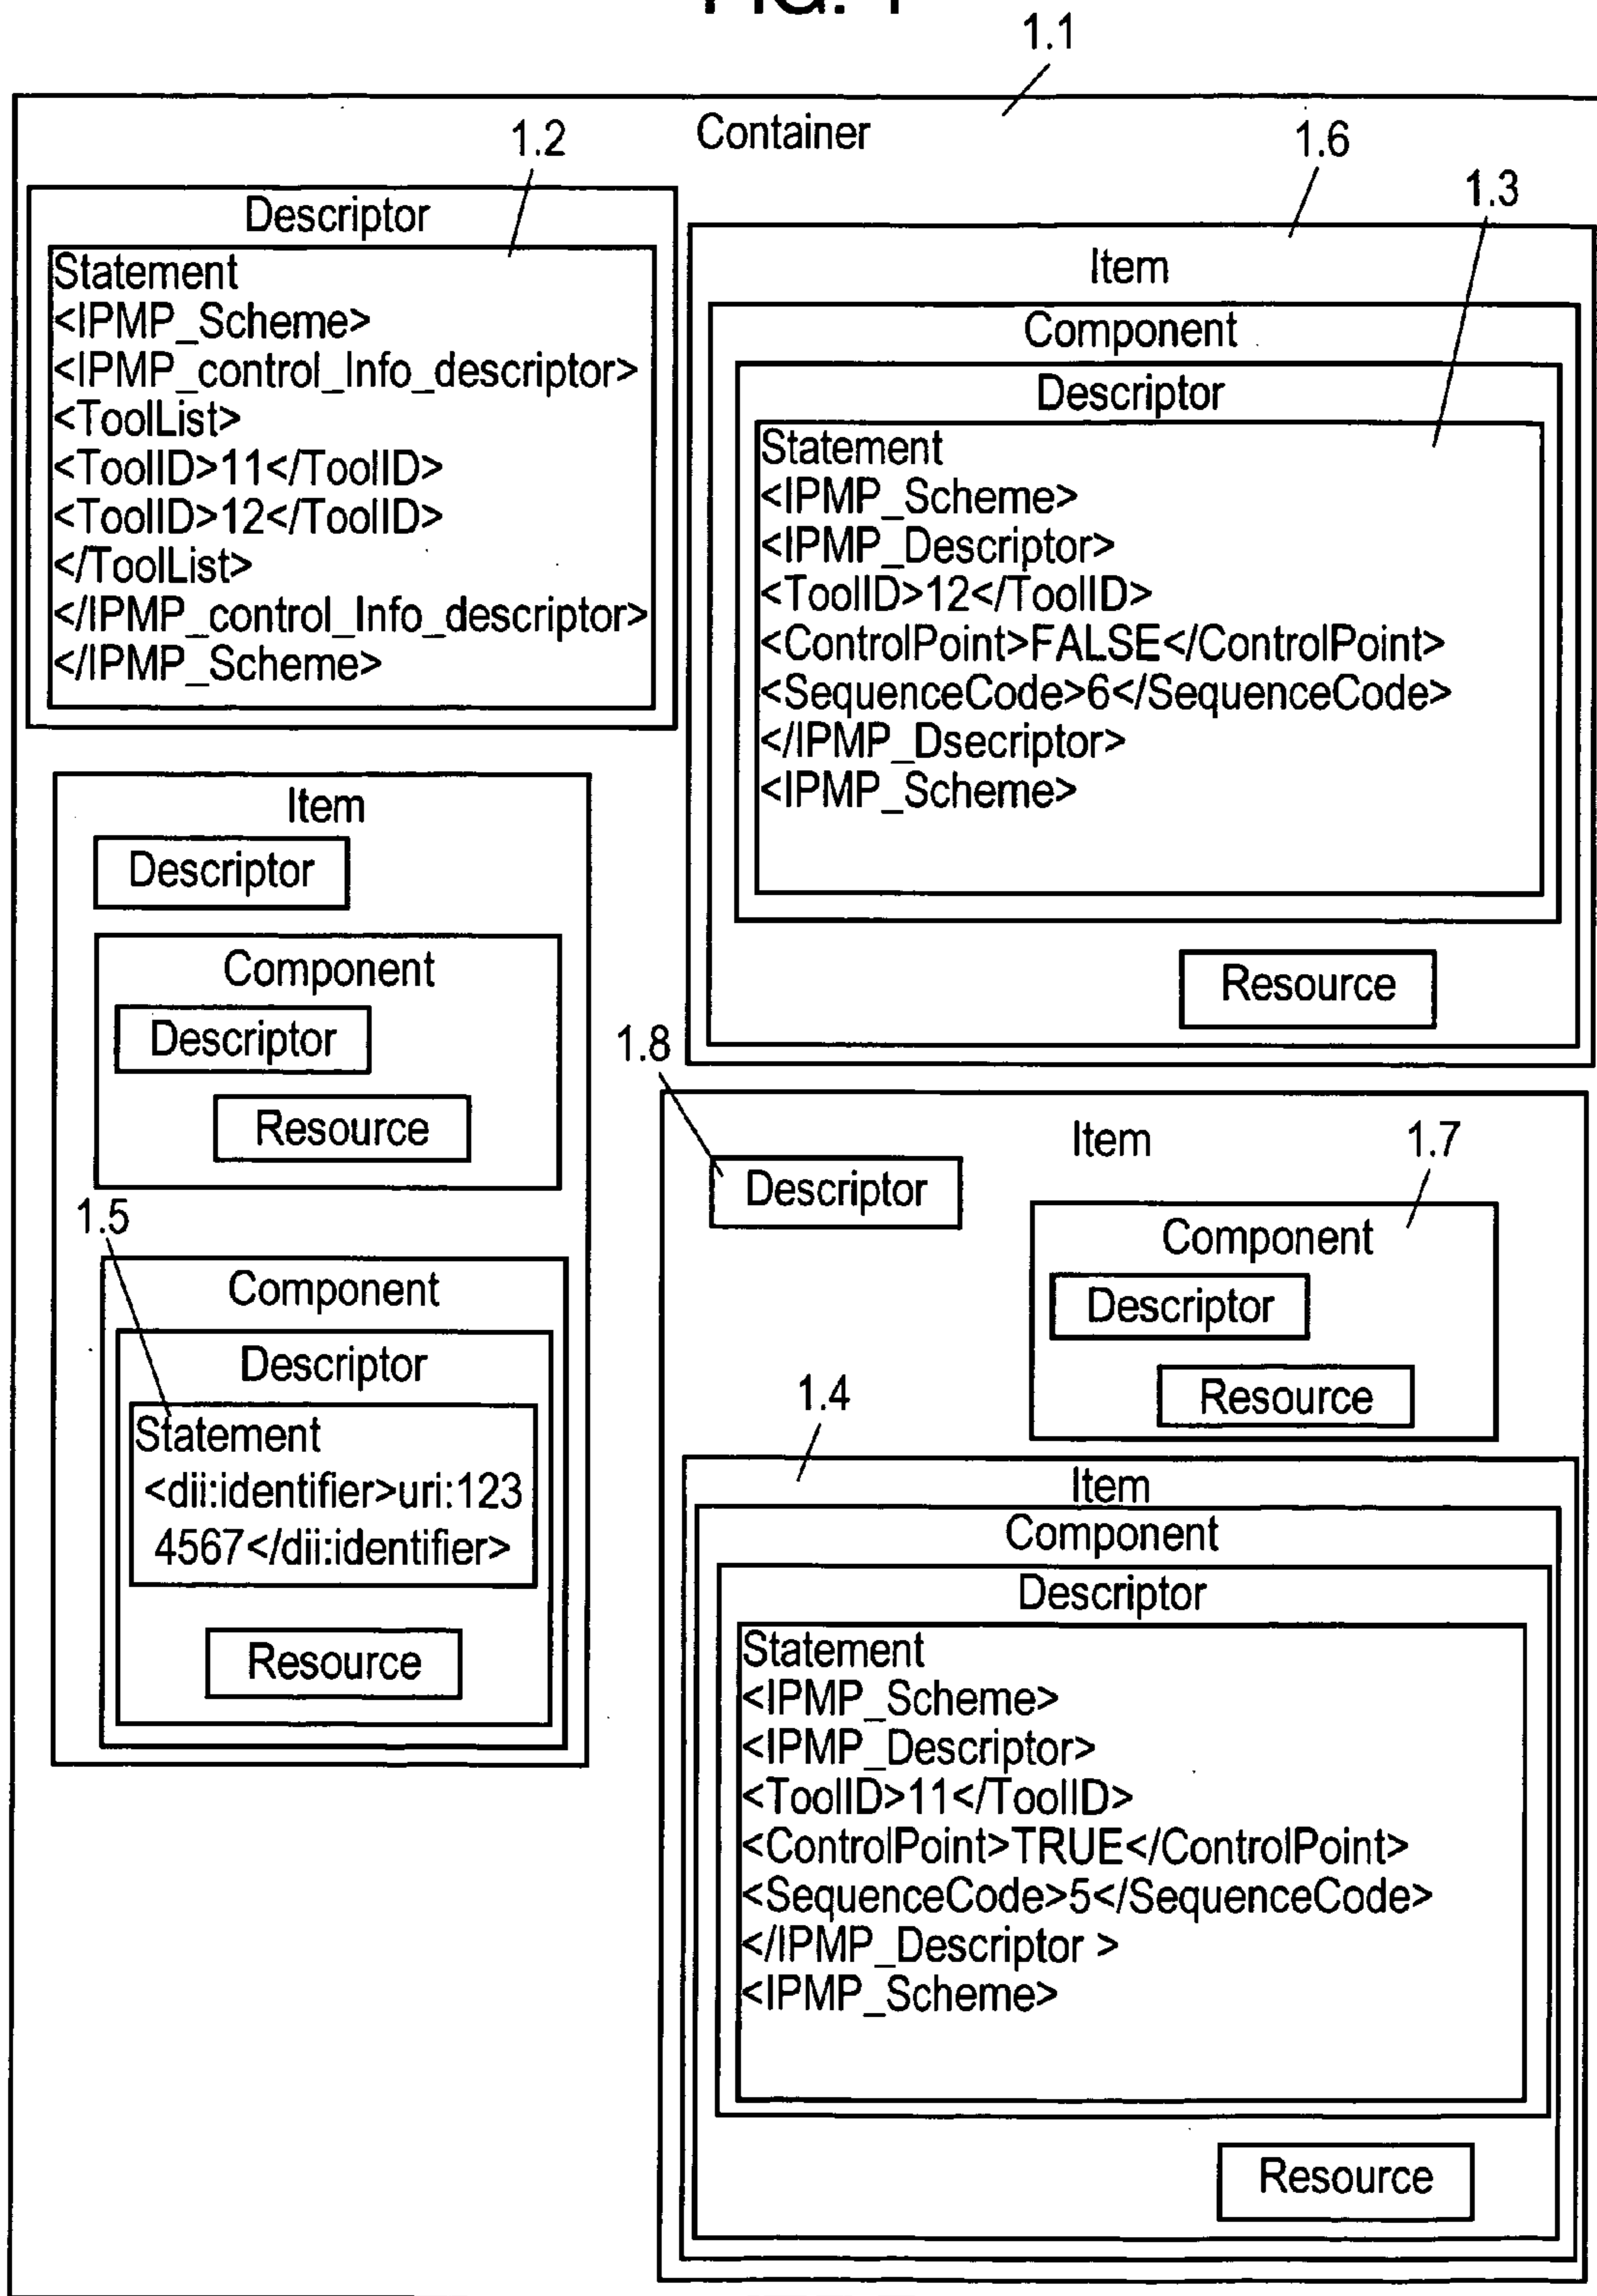 FIG. 1
1.1
Container
1.2
1.6
1.3
Descriptor
Statement
<IPMP_Scheme>
<IPMP_control_Info_descriptor>
<ToolList>
<ToolID>11</ToolID>
<ToolID>12</ToolID>
</ToolList>
</IPMP_control_Info_descriptor>
</IPMP_Scheme>
Item
Component
Descriptor
Statement
<IPMP_Scheme>
<IPMP_Descriptor>
<ToolID>12</ToolID>
<ControlPoint>FALSE</ControlPoint>
<SequenceCode>6</SequenceCode>
</IPMP_Dsecriptor>
<IPMP_Scheme>
Resource
Item
Descriptor
Component
Descriptor
Resource
1.5
Component
Descriptor
Statement
<dii:identifier>uri:123
4567</dii:identifier>
Resource
1.8
Item
1.7
Descriptor
Component
Descriptor
Resource
1.4
Item
Component
Descriptor
Statement
<IPMP_Scheme>
<IPMP_Descriptor>
<ToolID>11</ToolID>
<ControlPoint>TRUE</ControlPoint>
<SequenceCode>5</SequenceCode>
</IPMP_Descriptor >
<IPMP_Scheme>
Resource